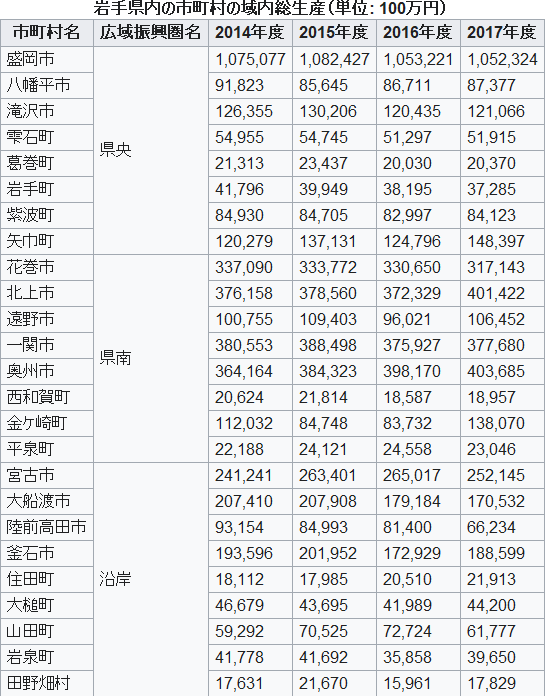 岩手県内の市町村の域内総生産（単位: 100万円）
市町村名 広域振興圏名 2014年度 2015年度 2016年度 2017年度
盛岡市 1,075,077 1,082,427 1,053,221 1,052,324
八幡平市 91,823 85,645 86,711 87,377
滝沢市 126,355 130,206 120,435 121,066
雫石町 54,955 54,745 51,297 51,915
県央
葛巻町 21,313 23,437 20,030 20,370
岩手町 41,796 39,949 38,195 37,285
紫波町 84,930 84,705 82,997 84,123
矢巾町 120,279 137,131 124,796 148,397
花巻市 337,090 333,772 330,650 317,143
北上市 376,158 378,560 372,329 401,422
遠野市 100,755 109,403 96,021 106,452
一関市 380,553 388,498 375,927 377,680
県南
奥州市 364,164 384,323 398,170 403,685
西和賀町 20,624 21,814 18,587 18,957
金ケ崎町 112,032 84,748 83,732 138,070
平泉町 22,188 24,121 24,558 23,046
宮古市 241,241 263,401 265,017 252,145
大船渡市 207,410 207,908 179,184 170,532
陸前高田市 93,154 84,993 81,400 66,234
釜石市 193,596 201,952 172,929 188,599
住田町 沿岸 18,112 17,985 20,510 21,913
大槌町 46,679 43,695 41,989 44,200
山田町 59,292 70,525 72,724 61,777
岩泉町 41,778 41,692 35,858 39,650
田野畑村 17,631 21,670 15,961 17,829